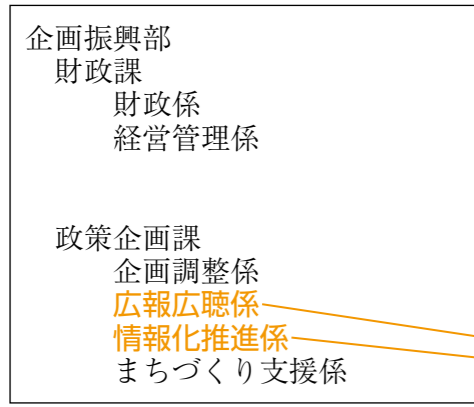 企画振興部
財政課
財政係
経営管理係
政策企画課
企画調整係
広報広聴係
情報化推進係
まちづくり支援係